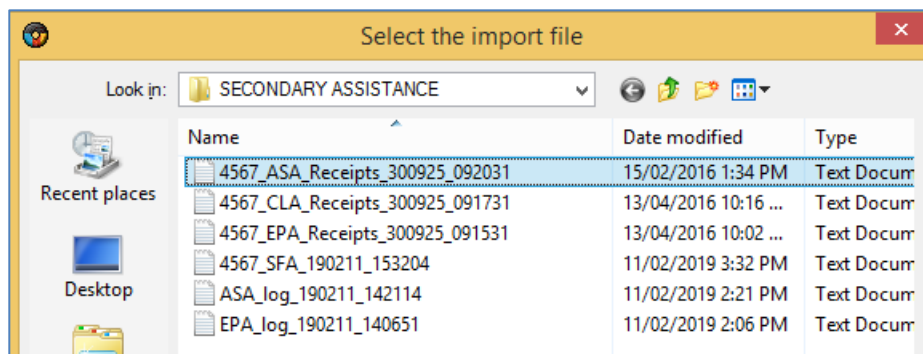 Select the import file
Look in: SECONDARY ASSISTANCE
Name Date modified Type
4567_ASA_Receipts_300925_092031 15/02/2016 1:34 PM Text Docum
4567_CLA_Receipts_300925_091731 13/04/2016 10:16 ... Text Docum
4567_EPA_Receipts_300925_091531 13/04/2016 10:02 ... Text Docum
4567_SFA_190211_153204 11/02/2019 3:32 PM Text Docum
ASA_log_190211_142114 11/02/2019 2:21 PM Text Docum
EPA_log_190211_140651 11/02/2019 2:06 PM Text Docum
Recent places
Desktop